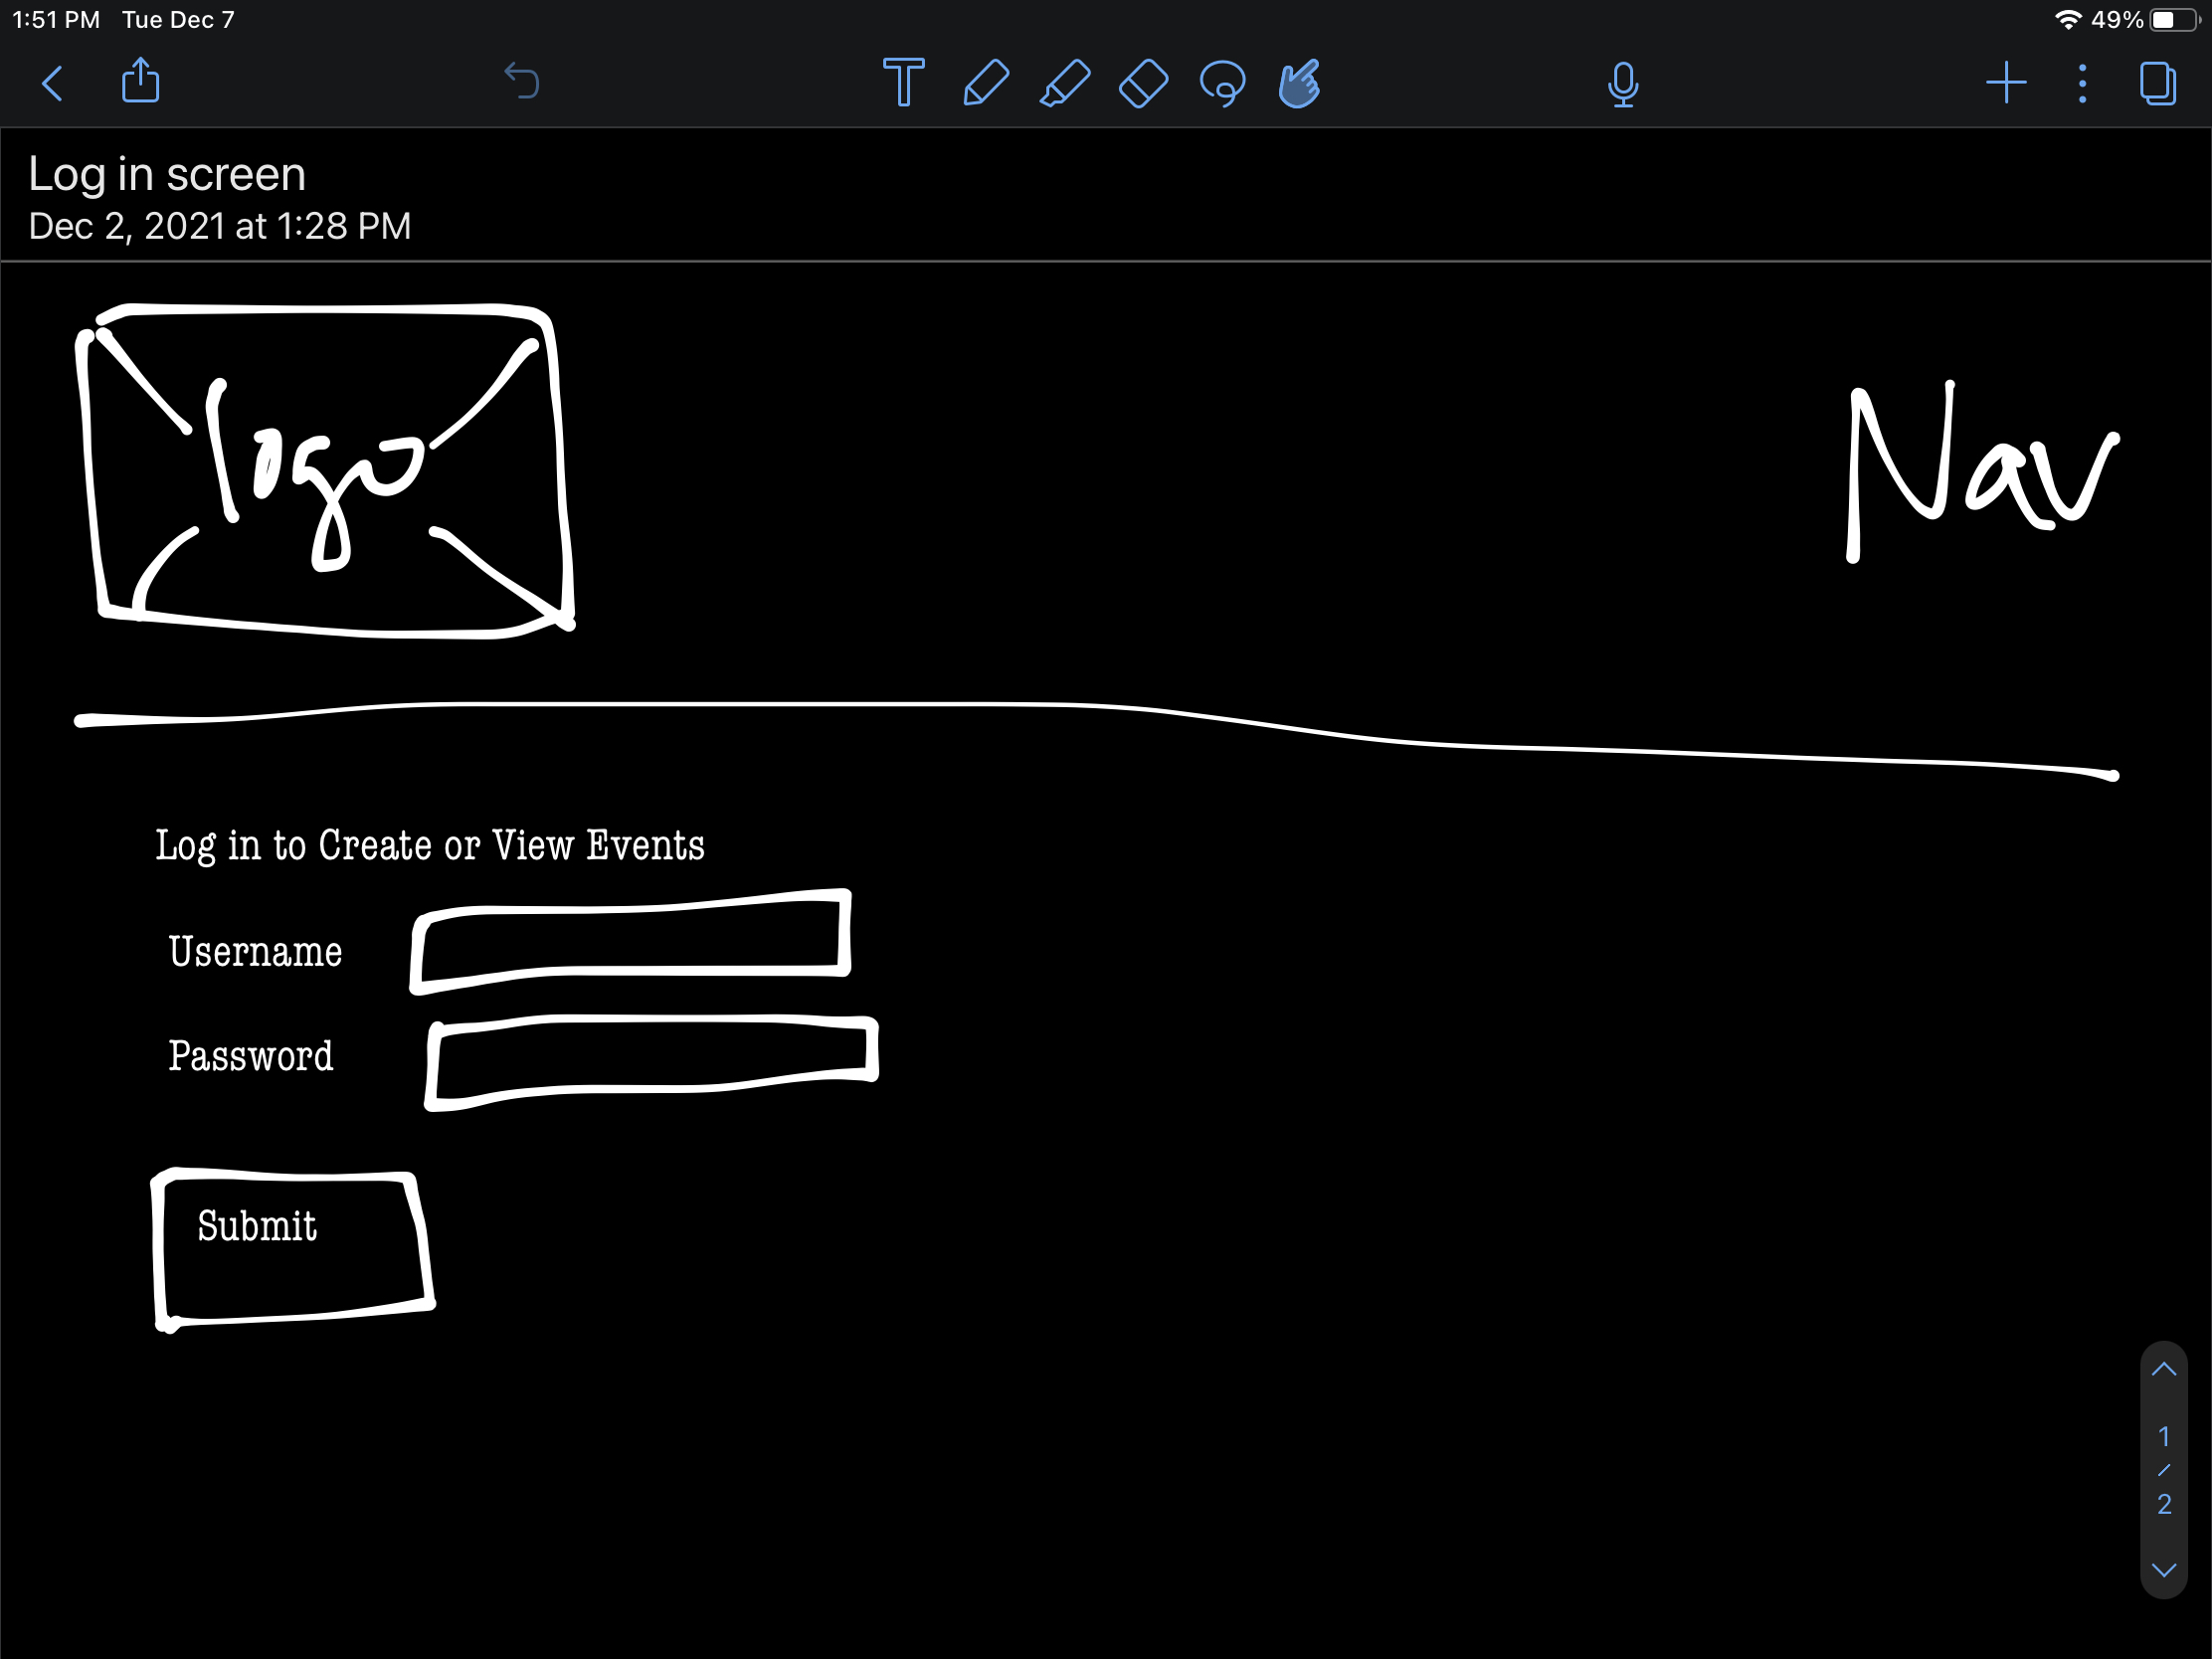 1:51 PM Tue Dec 7 49%
Log in screen
Dec 2, 2021 at 1:28 PM
logo
Nav
Log in to Create or View Events
Username
Password
Submit
1
/
2